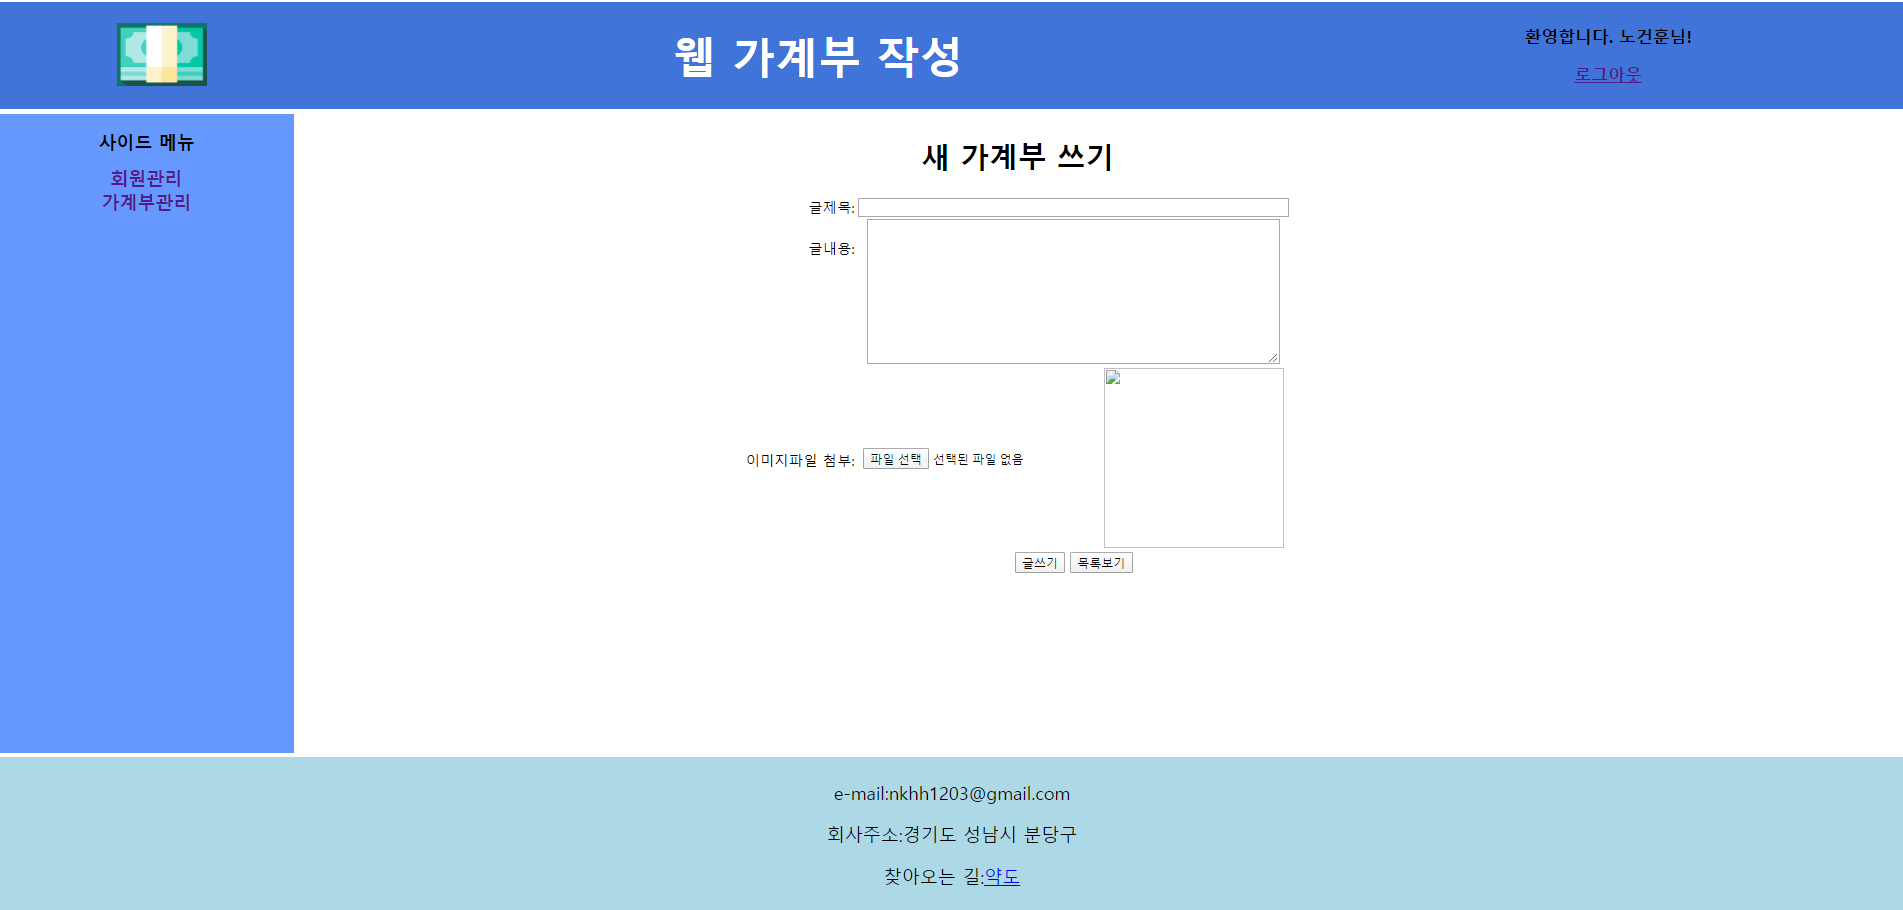 웹 가계부 작성
환영합니다. 노건훈님!
로그아웃
사이드 메뉴
회원관리
가계부관리
새 가계부 쓰기
글제목:
글내용:
이미지파일 첨부: 파일 선택 선택된 파일 없음
글쓰기 목록보기
e-mail:nkhh1203@gmail.com
회사주소:경기도 성남시 분당구
찾아오는 길:약도